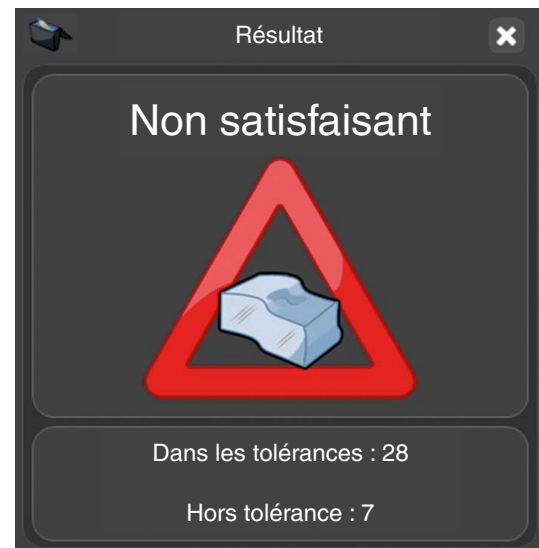 Résultat
Non satisfaisant
Dans les tolérances : 28
Hors tolérance : 7